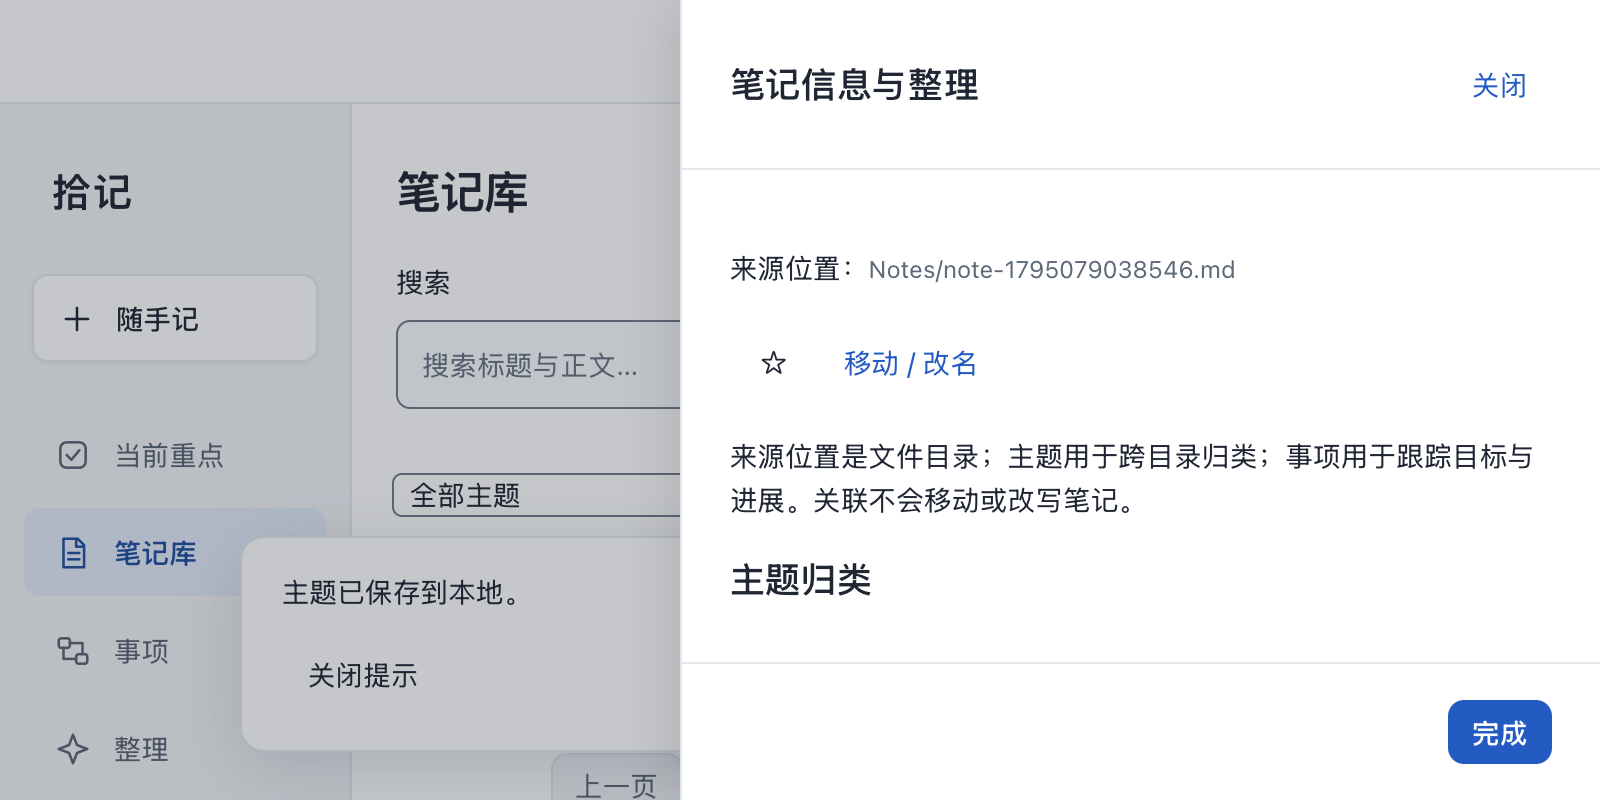 拾记
随手记
当前重点
笔记库
事项
整理
笔记库
搜索
搜索标题与正文...
全部主题
主题已保存到本地。
关闭提示
上一页
笔记信息与整理
关闭
来源位置： Notes/note-1795079038546.md
☆ 移动 / 改名
来源位置是文件目录；主题用于跨目录归类；事项用于跟踪目标与
进展。关联不会移动或改写笔记。
主题归类
完成